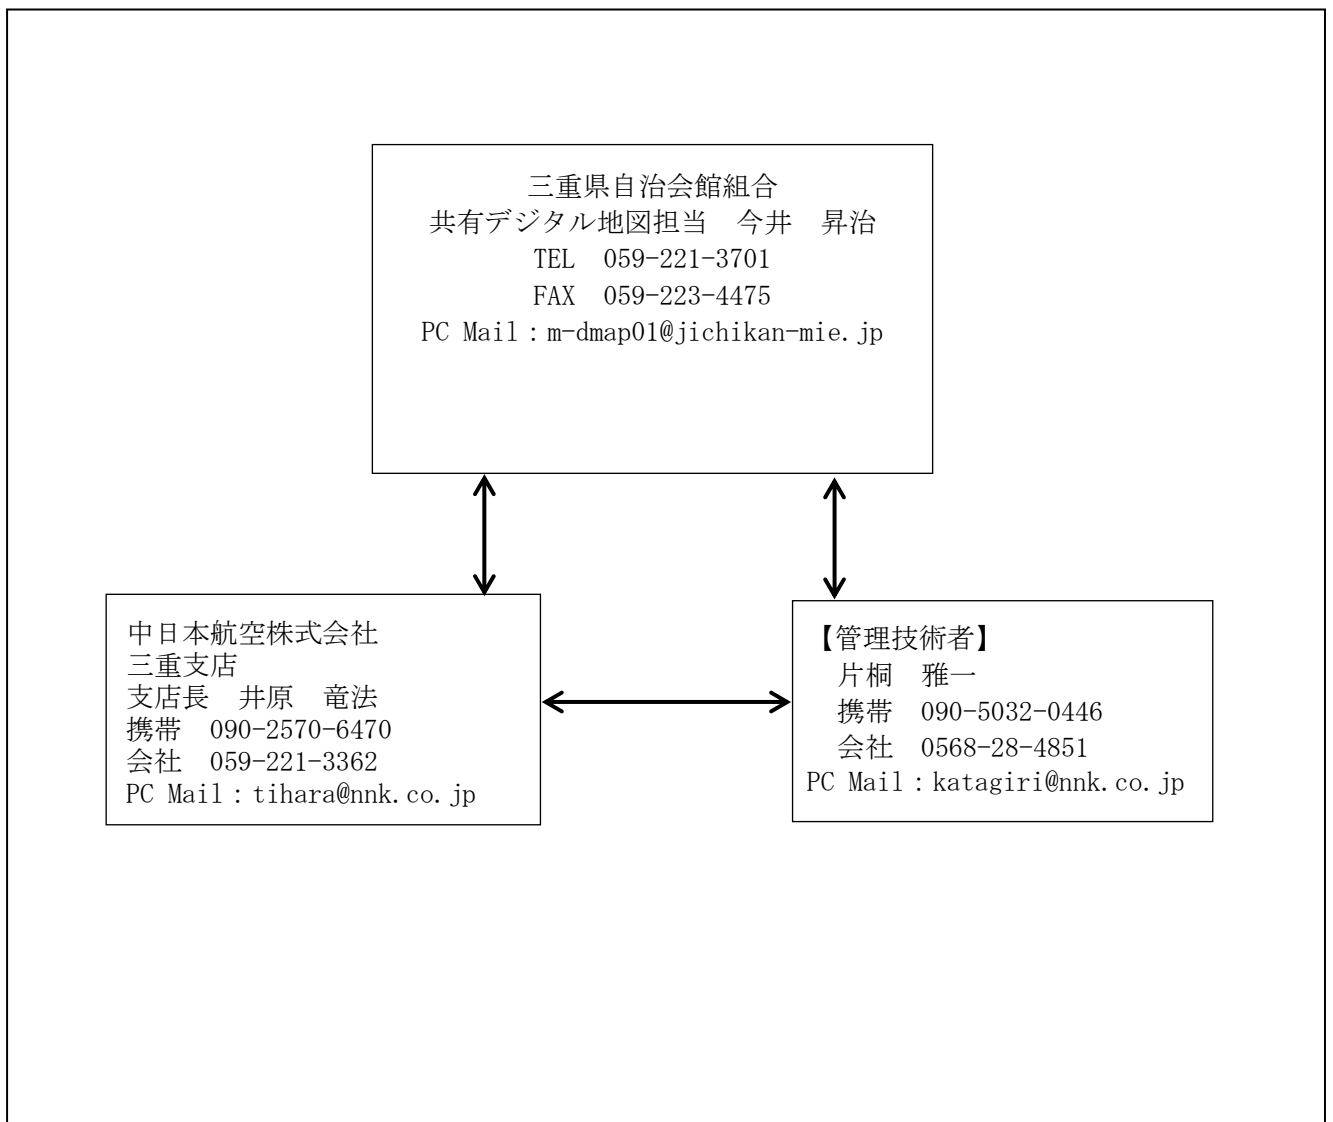 三重県自治会館組合
共有デジタル地図担当　今井　昇治
TEL　059-221-3701
FAX　059-223-4475
PC Mail：m-dmap01@jichikan-mie.jp
中日本航空株式会社
三重支店
支店長　井原　竜法
携帯　090-2570-6470
会社　059-221-3362
PC Mail：tihara@nnk.co.jp
【管理技術者】
片桐　雅一
携帯　090-5032-0446
会社　0568-28-4851
PC Mail：katagiri@nnk.co.jp